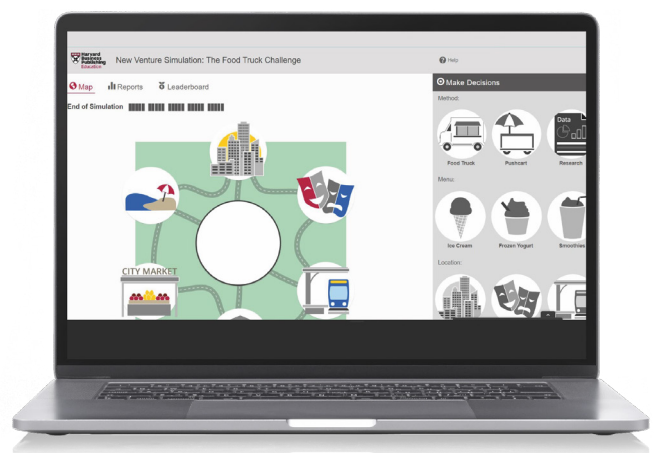 Harvard
Business
Publishing
Education
New Venture Simulation: The Food Truck Challenge
Help
Map
Reports
Leaderboard
End of Simulation
Make Decisions
Method:
Data
Food Truck
Pushcart
Research
Menu:
Ice Cream
Frozen Yogurt
Smoothies
Location:
CITY MARKET